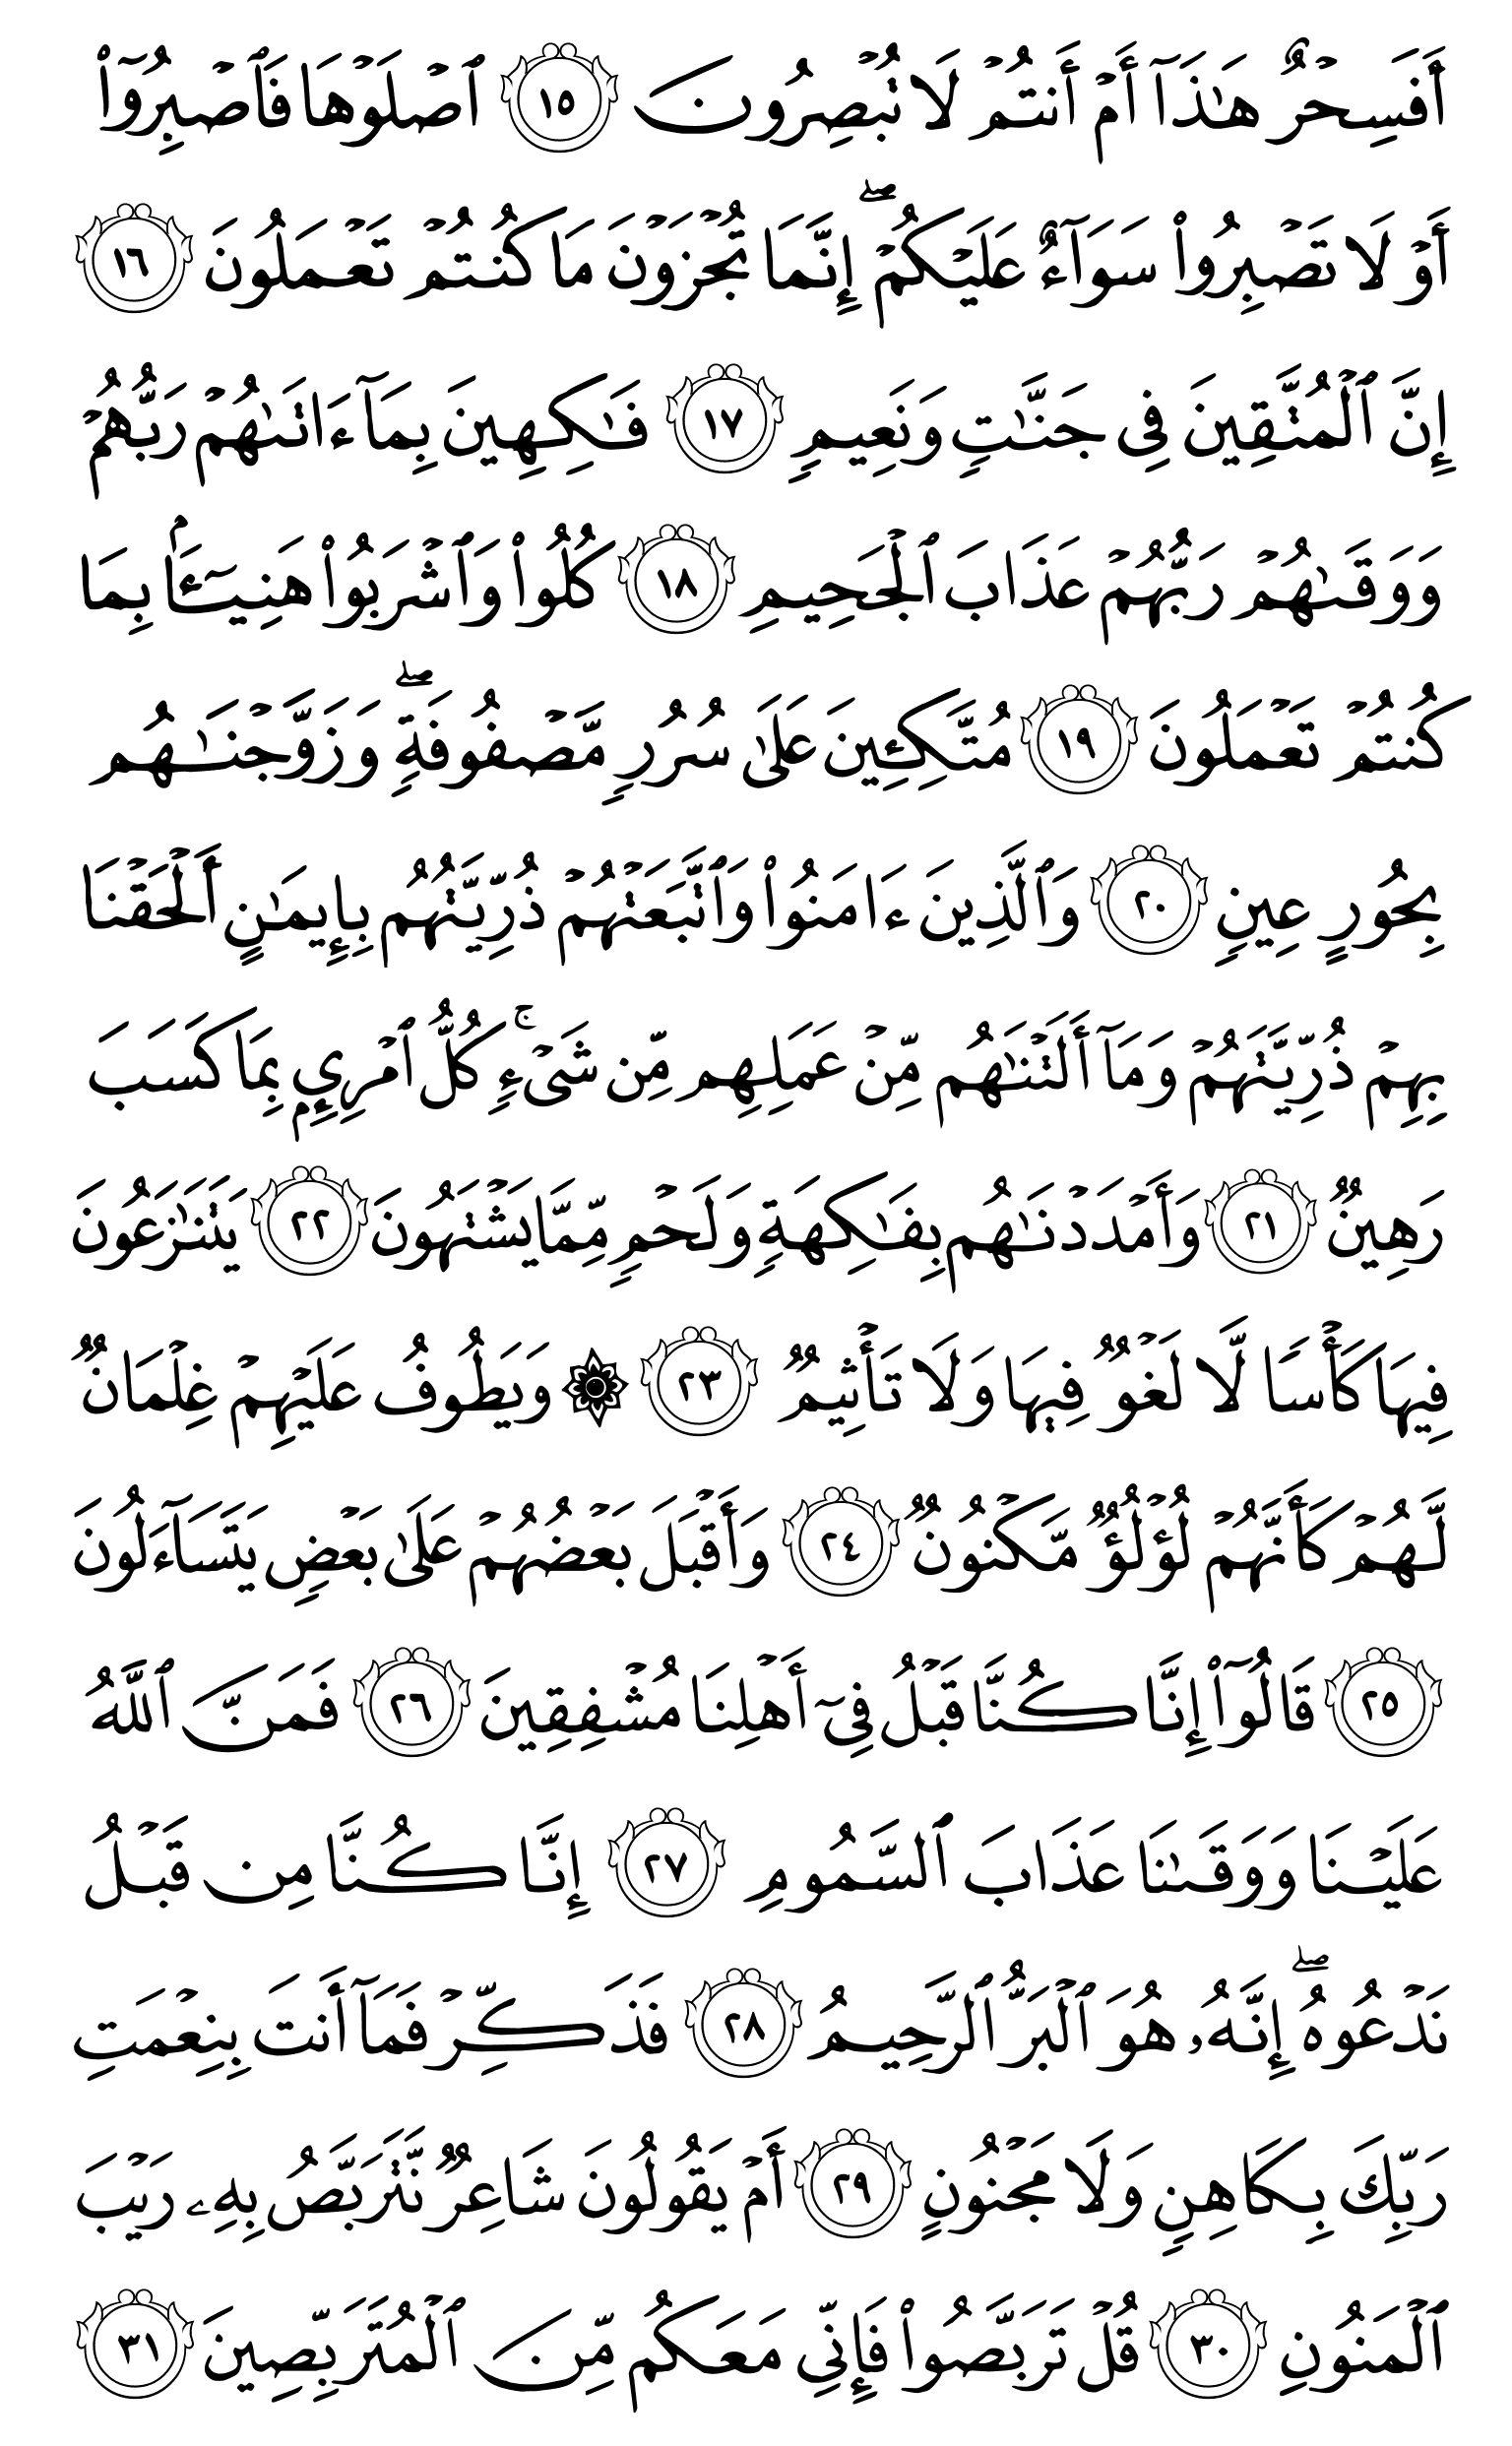 أَفَسِحْرٌ هَٰذَآ أَمْ أَنتُمْ لَا تُبْصِرُونَ ١٥ ٱصْلَوْهَا فَٱصْبِرُوٓا۟
أَوْ لَا تَصْبِرُوا۟ سَوَآءٌ عَلَيْكُمْ ۖ إِنَّمَا تُجْزَوْنَ مَا كُنتُمْ تَعْمَلُونَ ١٦
إِنَّ ٱلْمُتَّقِينَ فِى جَنَّٰتٍ وَنَعِيمٍ ١٧ فَٰكِهِينَ بِمَآ ءَاتَىٰهُمْ رَبُّهُمْ
وَوَقَىٰهُمْ رَبُّهُمْ عَذَابَ ٱلْجَحِيمِ ١٨ كُلُوا۟ وَٱشْرَبُوا۟ هَنِيٓـًٔۢا بِمَا
كُنتُمْ تَعْمَلُونَ ١٩ مُتَّكِـِٔينَ عَلَىٰ سُرُرٍ مَّصْفُوفَةٍ ۖ وَزَوَّجْنَٰهُم
بِحُورٍ عِينٍ ٢٠ وَٱلَّذِينَ ءَامَنُوا۟ وَٱتَّبَعَتْهُمْ ذُرِّيَّتُهُم بِإِيمَٰنٍ أَلْحَقْنَا
بِهِمْ ذُرِّيَّتَهُمْ وَمَآ أَلَتْنَٰهُم مِّنْ عَمَلِهِم مِّن شَىْءٍ ۚ كُلُّ ٱمْرِئٍۭ بِمَا كَسَبَ
رَهِينٌ ٢١ وَأَمْدَدْنَٰهُم بِفَٰكِهَةٍ وَلَحْمٍ مِّمَّا يَشْتَهُونَ ٢٢ يَتَنَٰزَعُونَ
فِيهَا كَأْسًا لَّا لَغْوٌ فِيهَا وَلَا تَأْثِيمٌ ٢٣ ۞ وَيَطُوفُ عَلَيْهِمْ غِلْمَانٌ
لَّهُمْ كَأَنَّهُمْ لُؤْلُؤٌ مَّكْنُونٌ ٢٤ وَأَقْبَلَ بَعْضُهُمْ عَلَىٰ بَعْضٍ يَتَسَآءَلُونَ
٢٥ قَالُوٓا۟ إِنَّا كُنَّا قَبْلُ فِىٓ أَهْلِنَا مُشْفِقِينَ ٢٦ فَمَنَّ ٱللَّهُ
عَلَيْنَا وَوَقَىٰنَا عَذَابَ ٱلسَّمُومِ ٢٧ إِنَّا كُنَّا مِن قَبْلُ
نَدْعُوهُ ۖ إِنَّهُۥ هُوَ ٱلْبَرُّ ٱلرَّحِيمُ ٢٨ فَذَكِّرْ فَمَآ أَنتَ بِنِعْمَتِ
رَبِّكَ بِكَاهِنٍ وَلَا مَجْنُونٍ ٢٩ أَمْ يَقُولُونَ شَاعِرٌ نَّتَرَبَّصُ بِهِۦ رَيْبَ
ٱلْمَنُونِ ٣٠ قُلْ تَرَبَّصُوا۟ فَإِنِّى مَعَكُم مِّنَ ٱلْمُتَرَبِّصِينَ ٣١